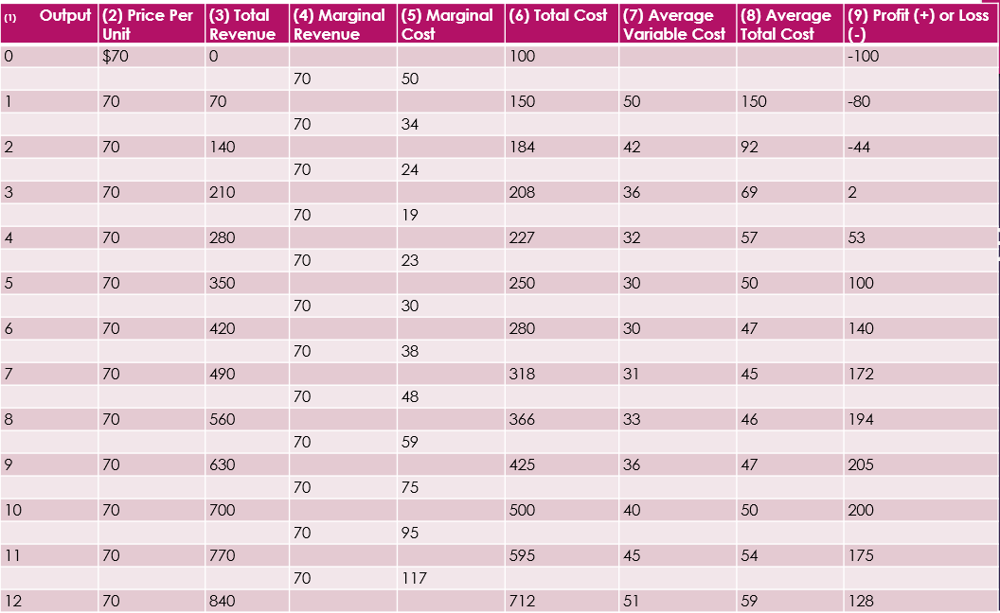 (1) Output (2) Price Per Unit (3) Total Revenue (4) Marginal Revenue (5) Marginal Cost (6) Total Cost (7) Average Variable Cost (8) Average Total Cost (9) Profit (+) or Loss (-)
0 $70 0 100 -100
70 50
1 70 70 150 50 150 -80
70 34
2 70 140 184 42 92 -44
70 24
3 70 210 208 36 69 2
70 19
4 70 280 227 32 57 53
70 23
5 70 350 250 30 50 100
70 30
6 70 420 280 30 47 140
70 38
7 70 490 318 31 45 172
70 48
8 70 560 366 33 46 194
70 59
9 70 630 425 36 47 205
70 75
10 70 700 500 40 50 200
70 95
11 70 770 595 45 54 175
70 117
12 70 840 712 51 59 128